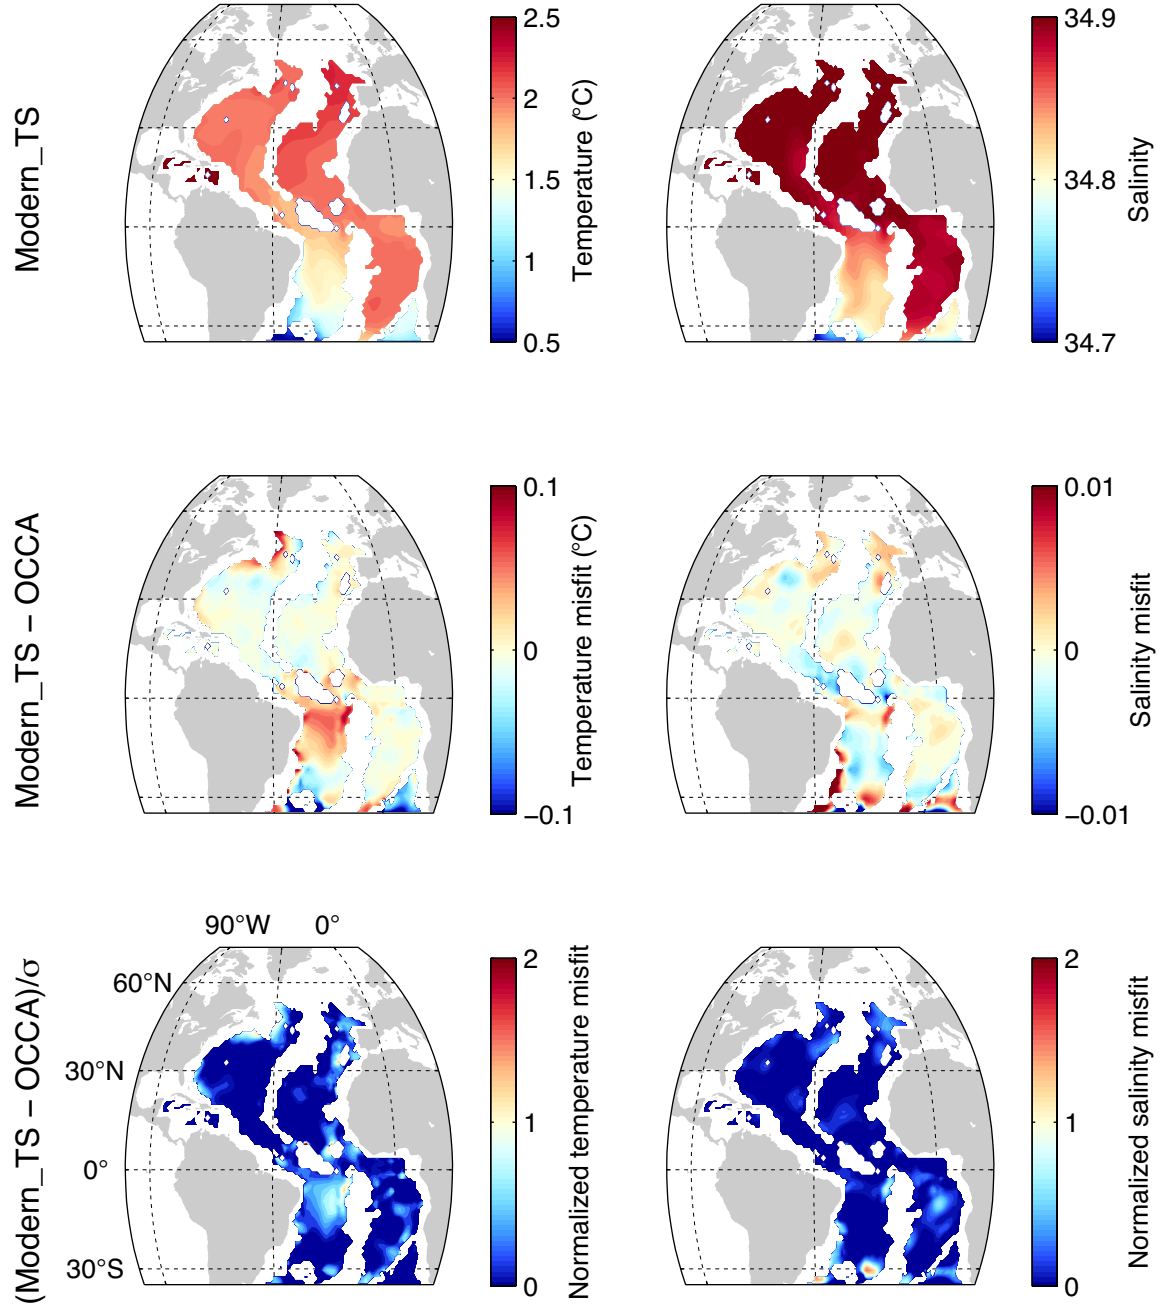 Modern_TS
2.5
2
1.5
1
0.5
Temperature (°C)
34.9
34.8
34.7
Salinity
Modern_TS − OCCA
0.1
0
−0.1
Temperature misfit (°C)
0.01
0
−0.01
Salinity misfit
(Modern_TS − OCCA)/σ
90°W 0°
60°N
30°N
0°
30°S
2
1
0
Normalized temperature misfit
2
1
0
Normalized salinity misfit